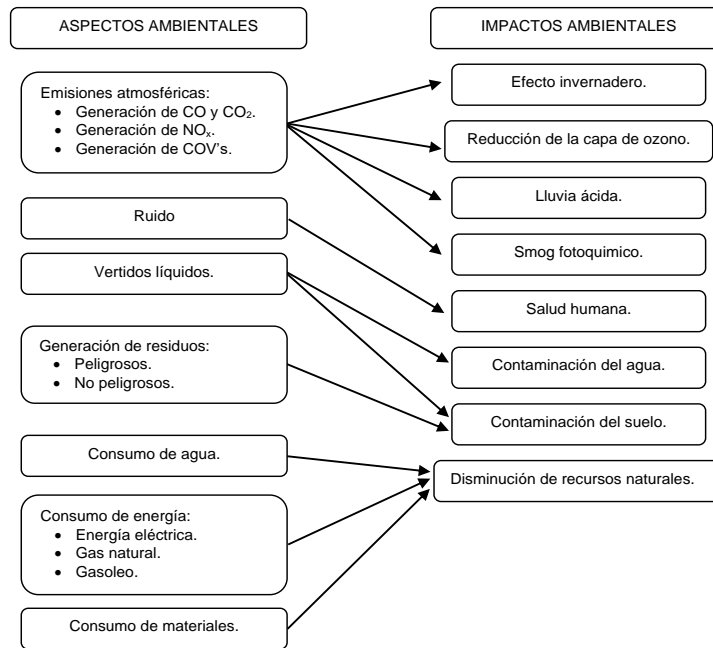 ASPECTOS AMBIENTALES
Emisiones atmosféricas:
• Generación de CO y CO₂.
• Generación de NOₓ.
• Generación de COV’s.
Ruido
Vertidos líquidos.
Generación de residuos:
• Peligrosos.
• No peligrosos.
Consumo de agua.
Consumo de energía:
• Energía eléctrica.
• Gas natural.
• Gasoleo.
Consumo de materiales.
IMPACTOS AMBIENTALES
Efecto invernadero.
Reducción de la capa de ozono.
Lluvia ácida.
Smog fotoquimico.
Salud humana.
Contaminación del agua.
Contaminación del suelo.
Disminución de recursos naturales.